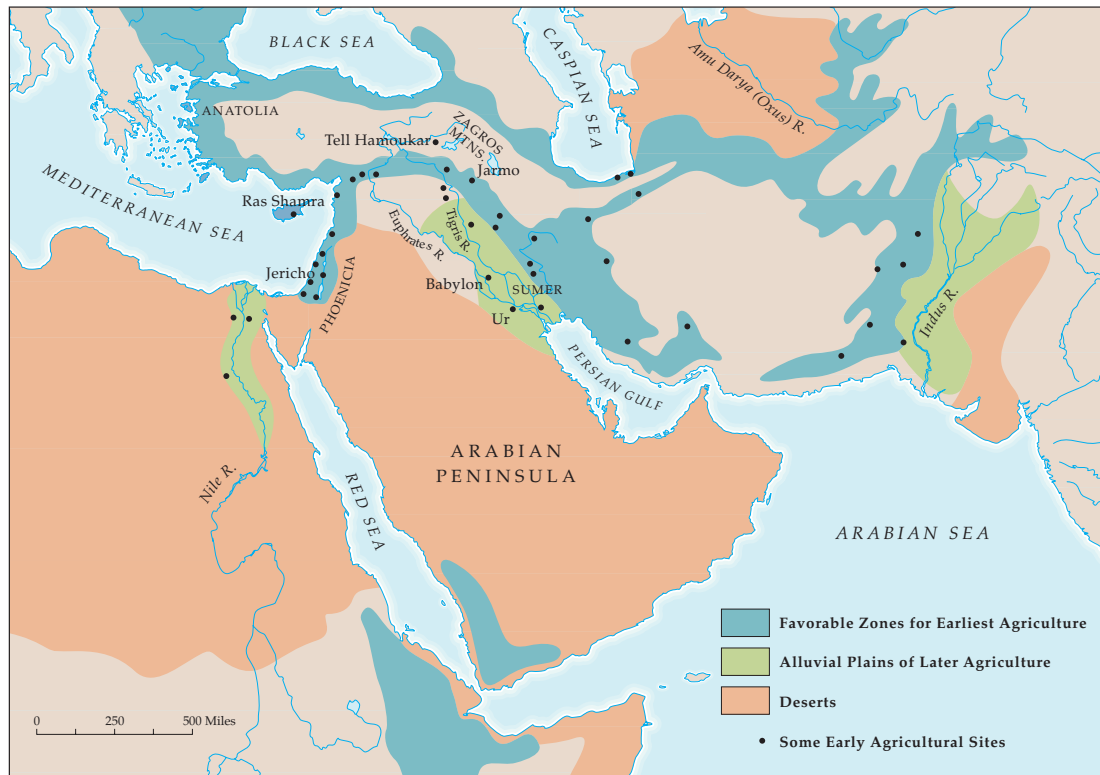 BLACK SEA
CASPIAN SEA
Amu Darya (Oxus) R.
ANATOLIA
ZAGROS
MTNS.
Tell Hamoukar
Jarmo
MEDITERRANEAN SEA
Ras Shamra
Euphrates R.
Tigris R.
Jericho
PHOENICIA
Babylon
SUMER
Ur
Indus R.
PERSIAN GULF
ARABIAN
PENINSULA
Nile R.
RED SEA
ARABIAN SEA
Favorable Zones for Earliest Agriculture
Alluvial Plains of Later Agriculture
Deserts
Some Early Agricultural Sites
0 250 500 Miles